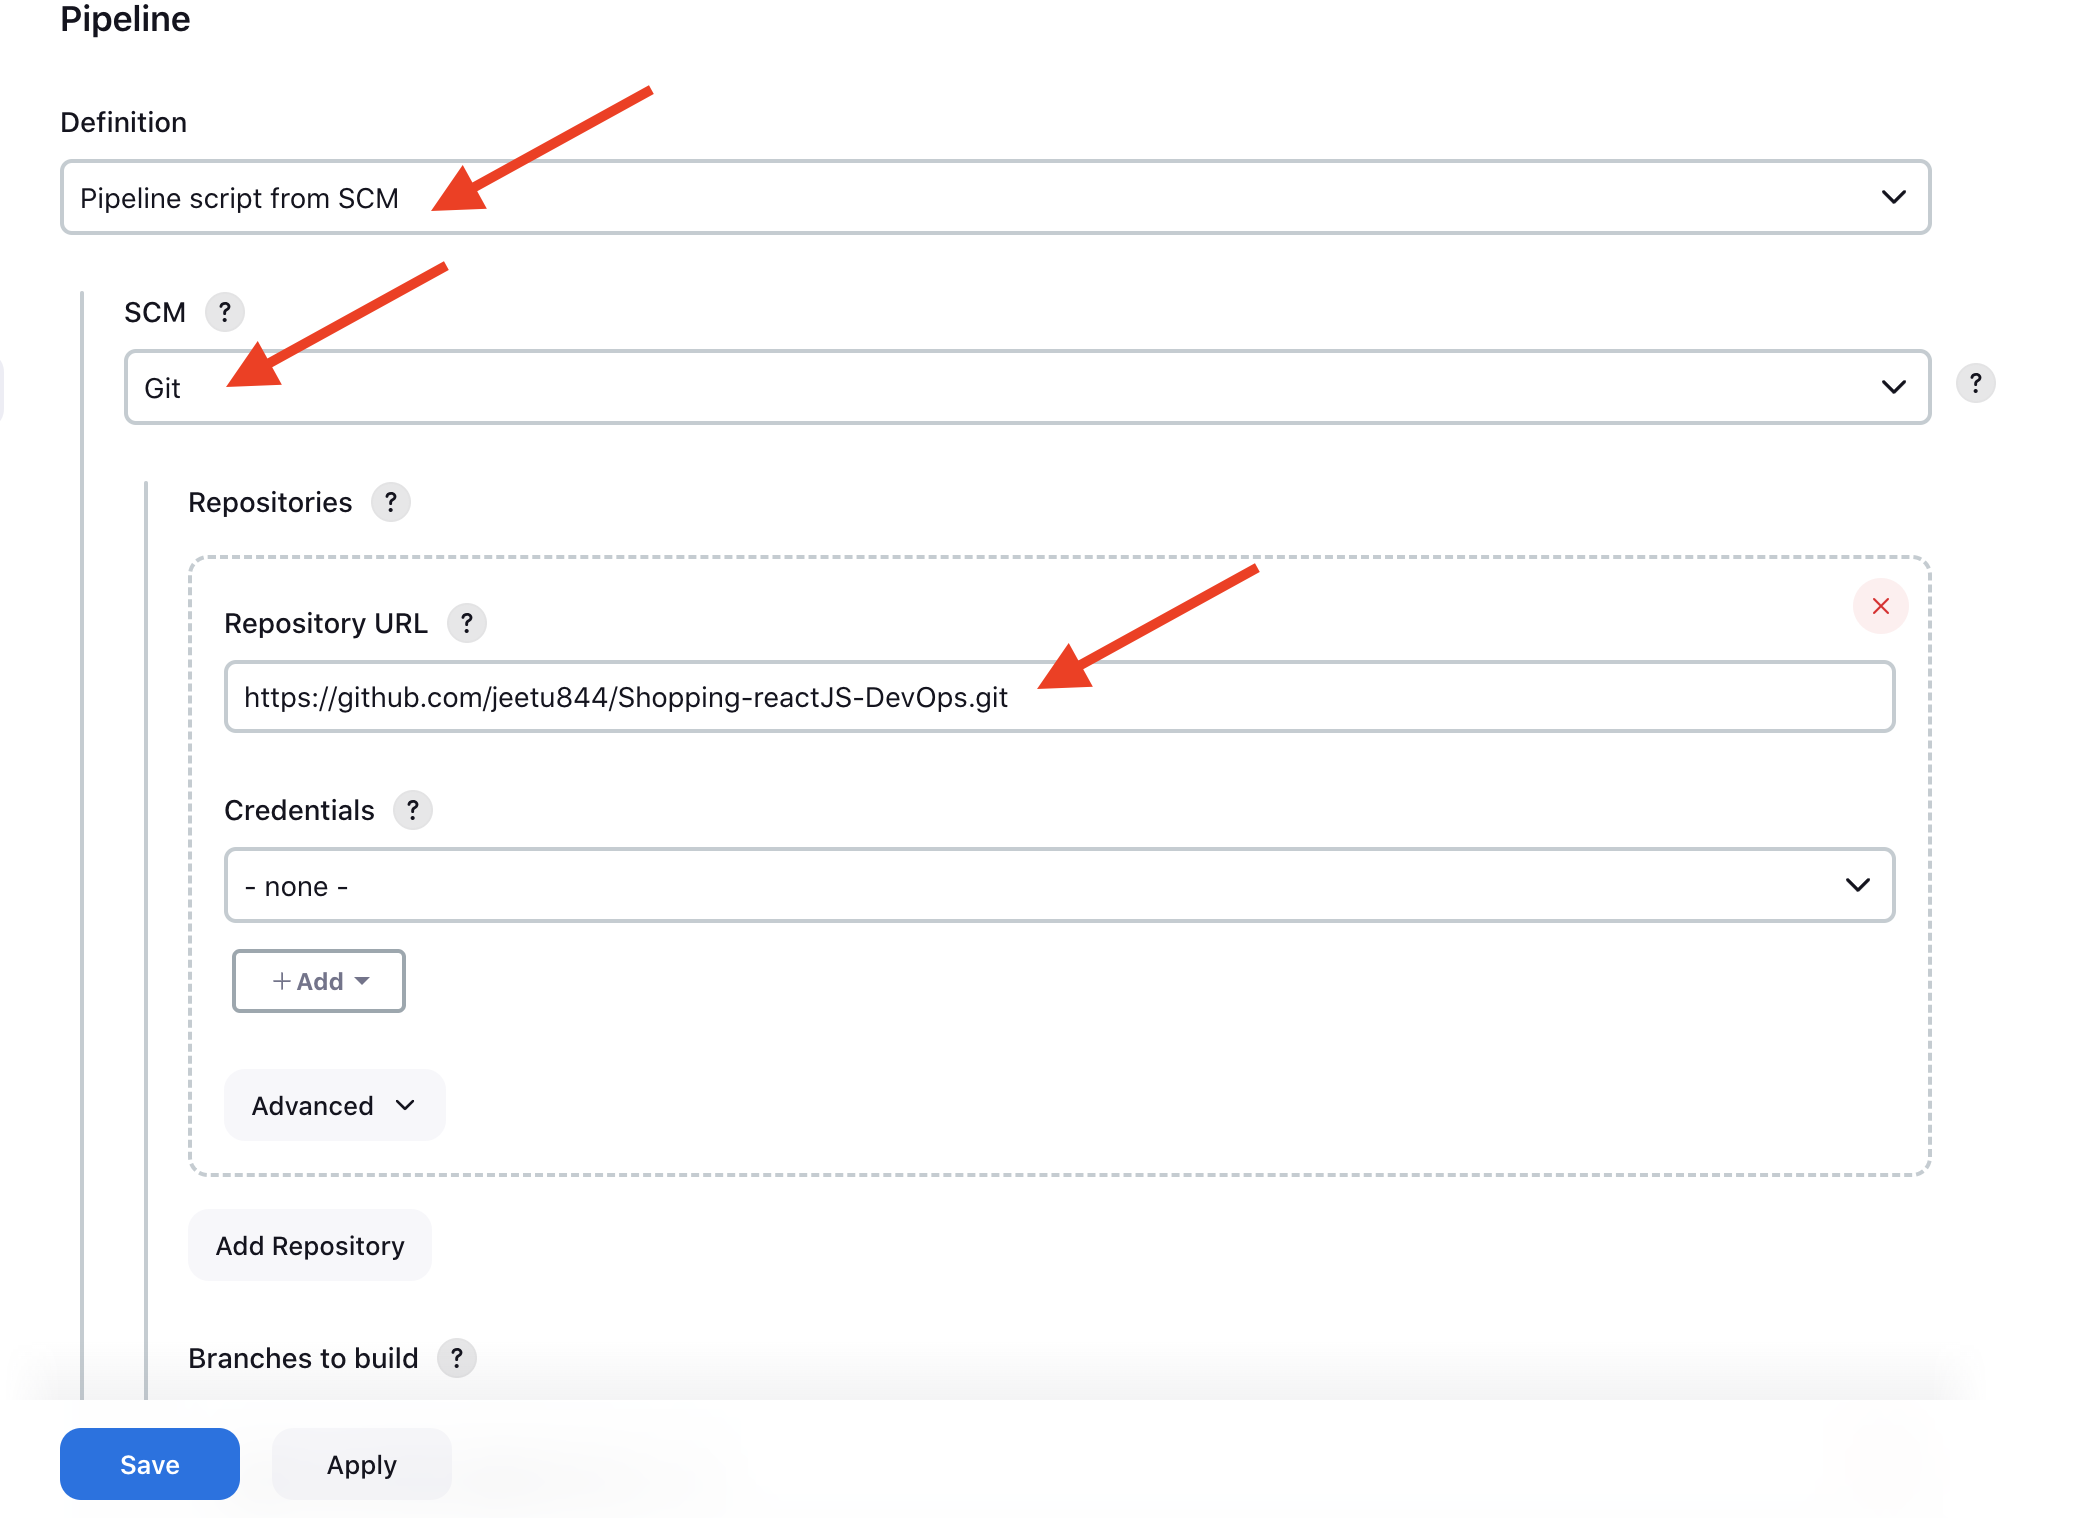 Pipeline
Definition
Pipeline script from SCM
SCM ?
Git
?
Repositories ?
Repository URL ?
https://github.com/jeetu844/Shopping-reactJS-DevOps.git
Credentials ?
- none -
+ Add
Advanced
Add Repository
Branches to build ?
Save Apply